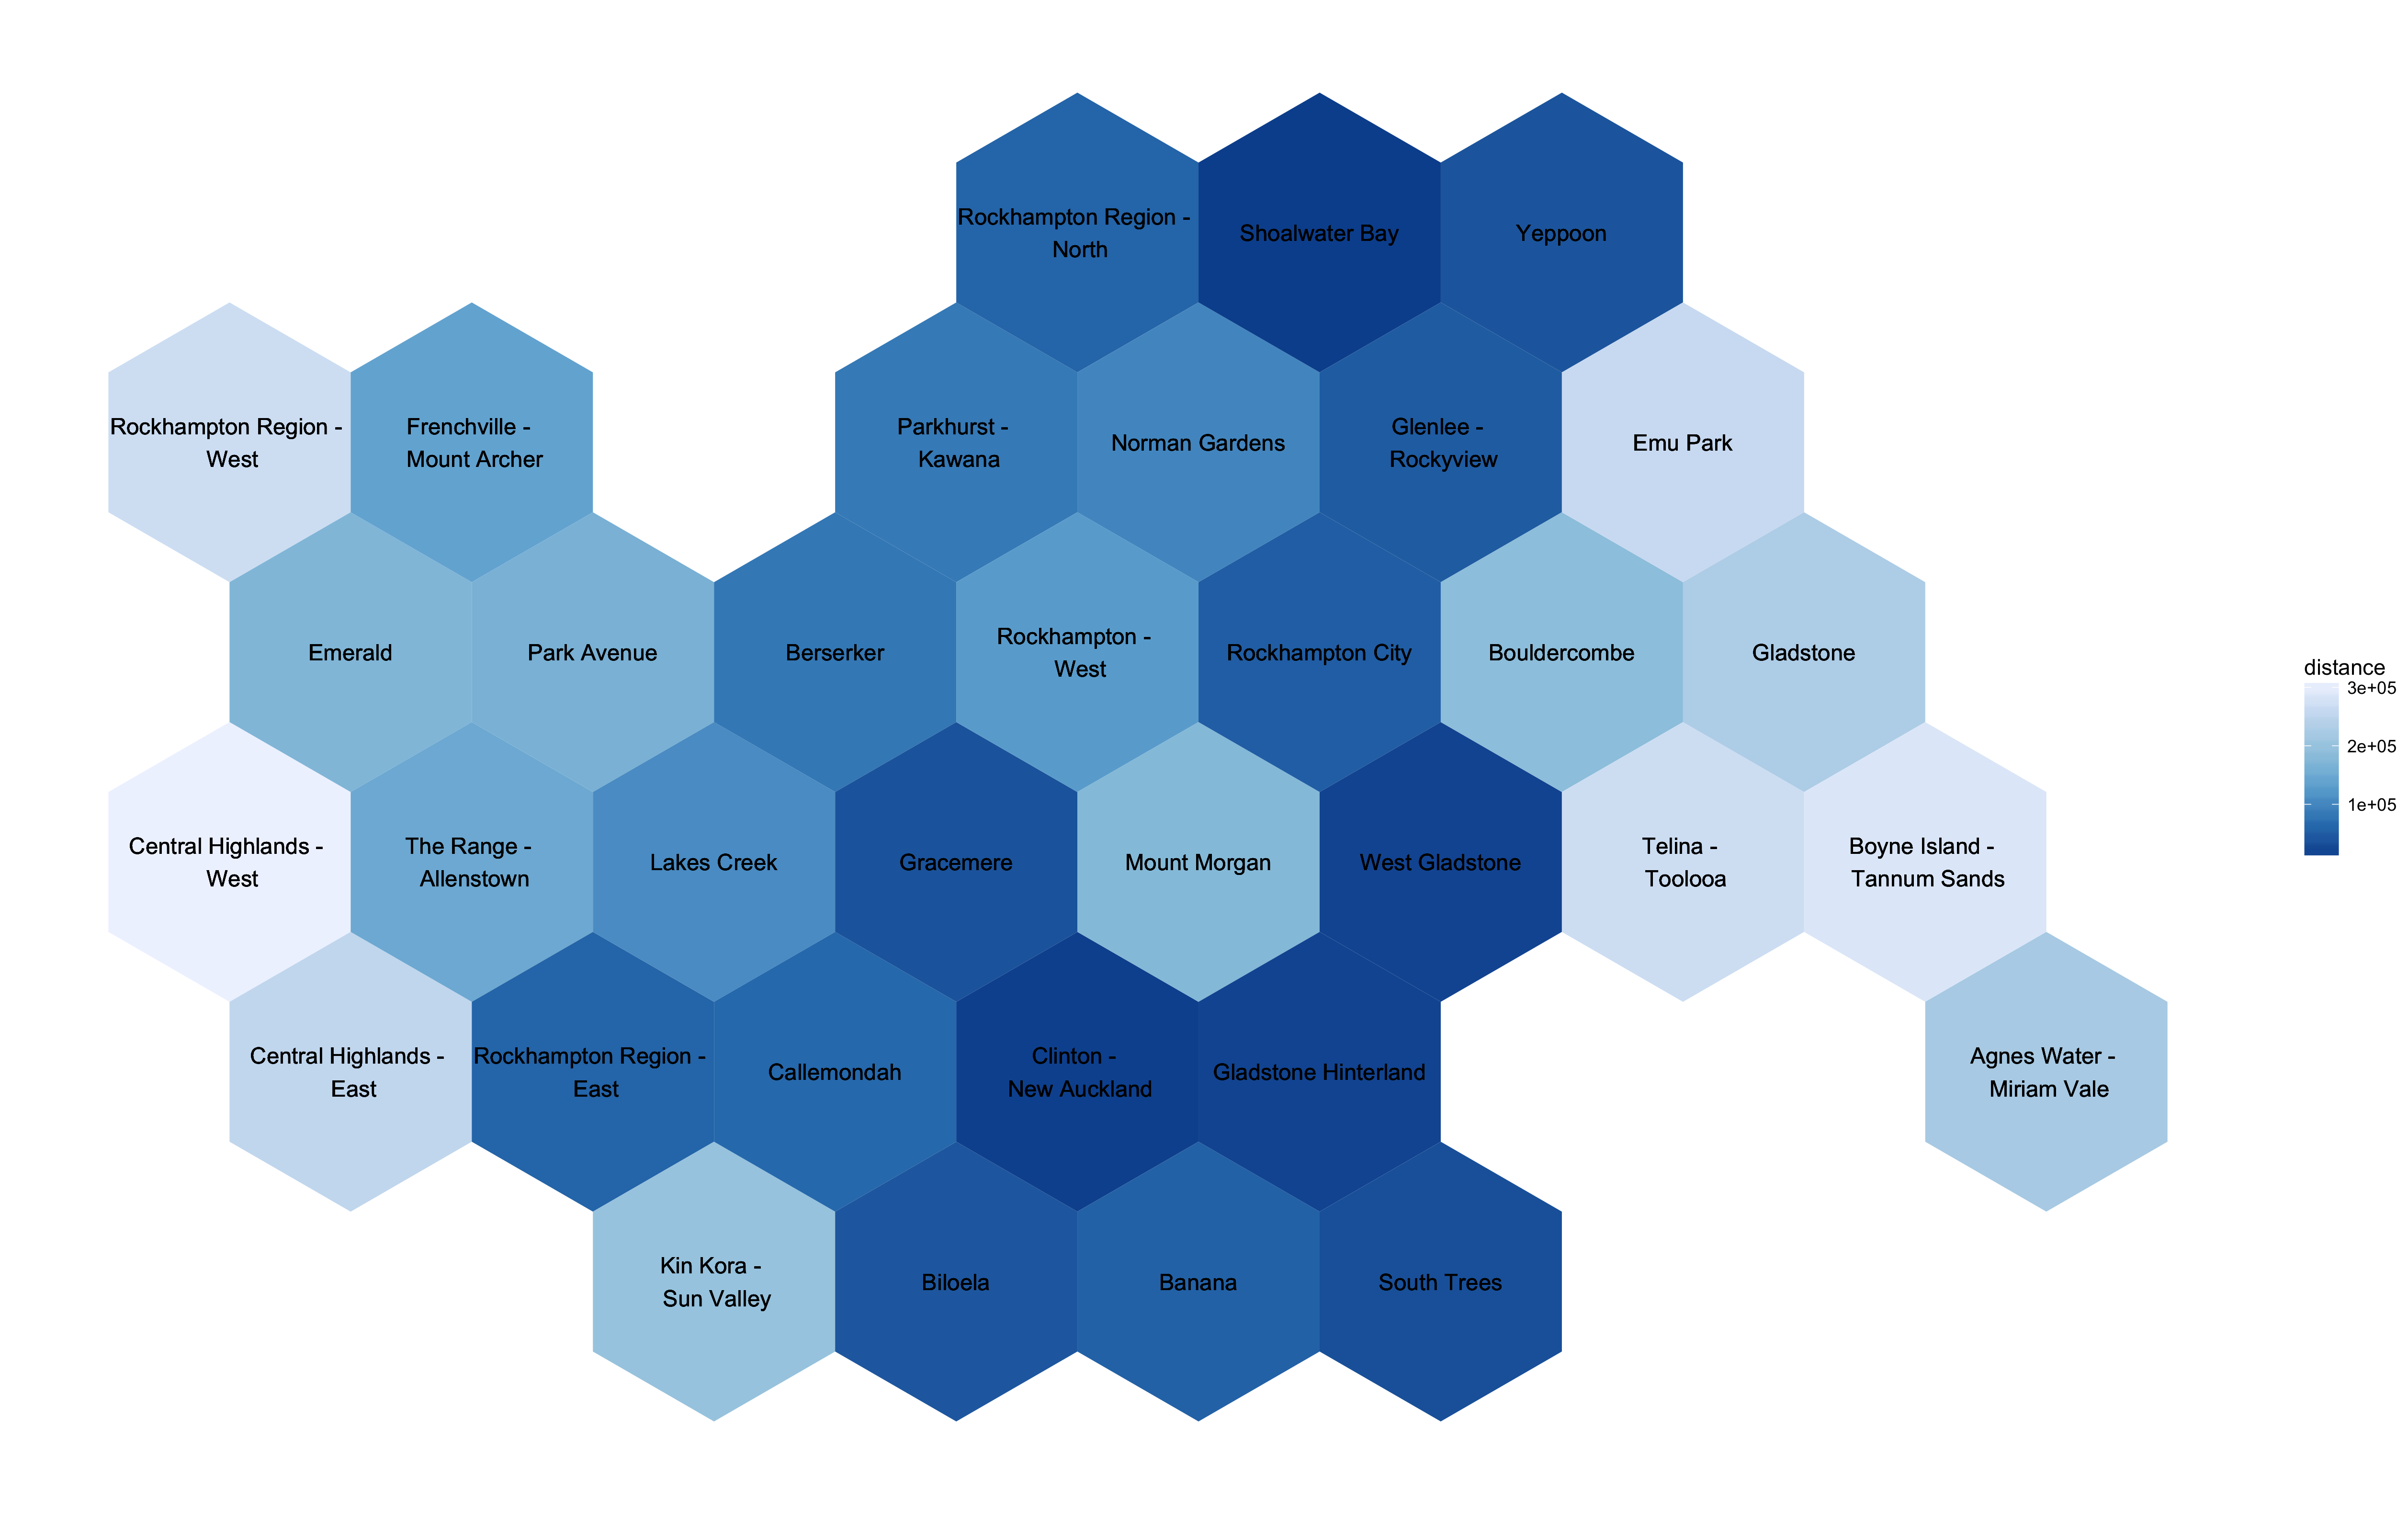 Rockhampton Region -
North
Shoalwater Bay
Yeppoon
Rockhampton Region -
West
Frenchville -
Mount Archer
Parkhurst -
Kawana
Norman Gardens
Glenlee -
Rockyview
Emu Park
Emerald
Park Avenue
Berserker
Rockhampton -
West
Rockhampton City
Bouldercombe
Gladstone
Central Highlands -
West
The Range -
Allenstown
Lakes Creek
Gracemere
Mount Morgan
West Gladstone
Telina -
Toolooa
Boyne Island -
Tannum Sands
Central Highlands -
East
Rockhampton Region -
East
Callemondah
Clinton -
New Auckland
Gladstone Hinterland
Agnes Water -
Miriam Vale
Kin Kora -
Sun Valley
Biloela
Banana
South Trees
distance
3e+05
2e+05
1e+05